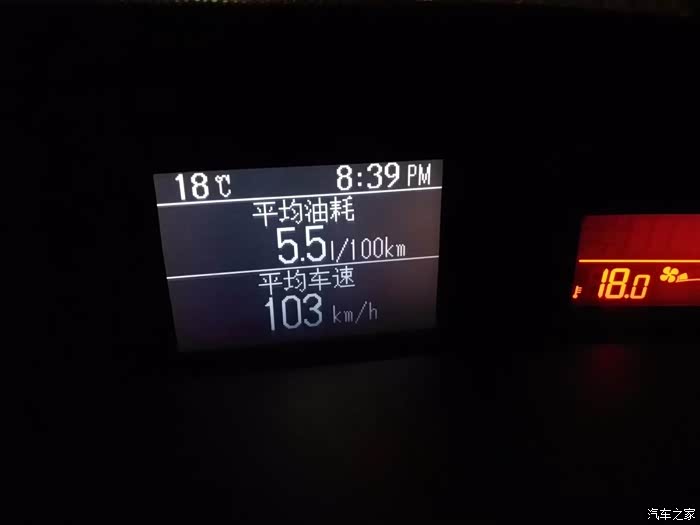 18℃ 8:39 PM
平均油耗
5.5 l/100km
平均车速
103 km/h
18.0
汽车之家